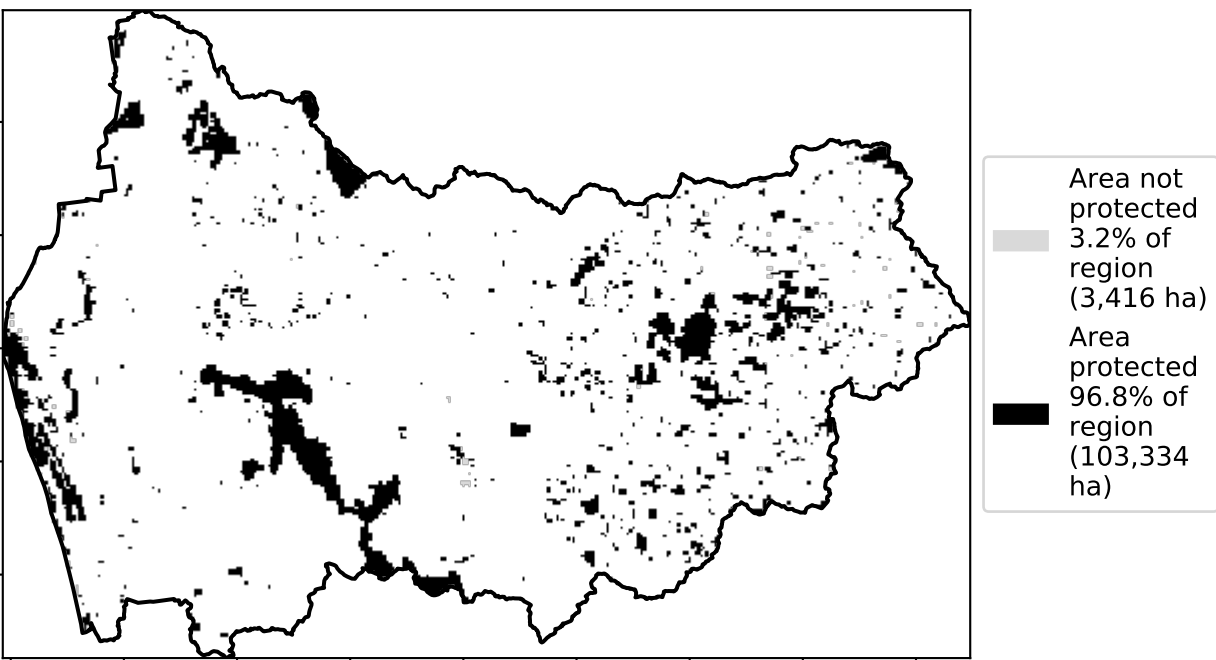 Area not
protected
3.2% of
region
(3,416 ha)
Area
protected
96.8% of
region
(103,334
ha)